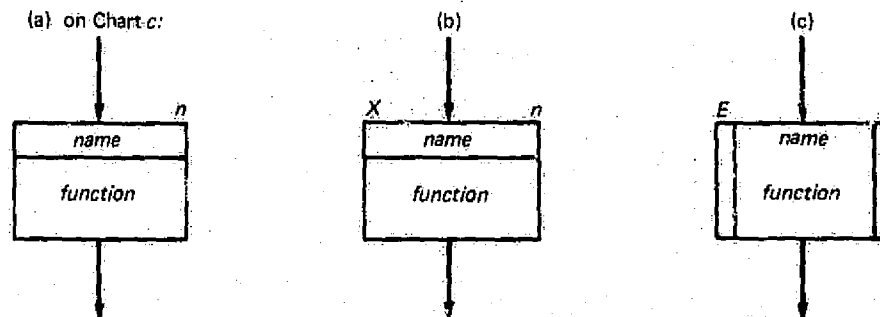 (a) on Chart c:
n
name
function
(b)
X
n
name
function
(c)
E
name
function